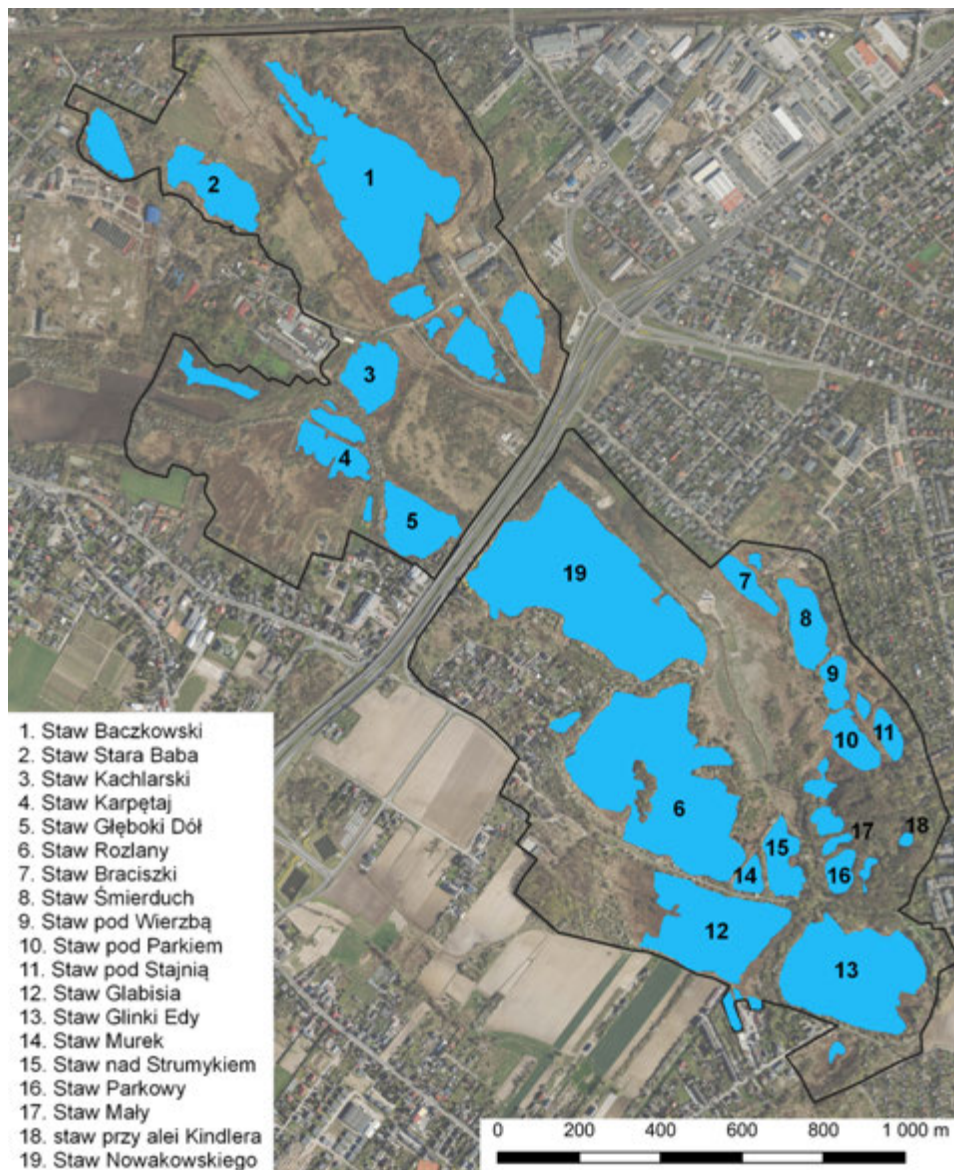 1
2
3
4
5
19
7
8
9
10
11
6
17
18
15
14
16
12
13
1. Staw Baczkowski
2. Staw Stara Baba
3. Staw Kachlarski
4. Staw Karpętaj
5. Staw Głęboki Dół
6. Staw Rozlany
7. Staw Braciszki
8. Staw Śmierduch
9. Staw pod Wierzbą
10. Staw pod Parkiem
11. Staw pod Stajnią
12. Staw Glabisia
13. Staw Glinki Edy
14. Staw Murek
15. Staw nad Strumykiem
16. Staw Parkowy
17. Staw Mały
18. staw przy alei Kindlera
19. Staw Nowakowskiego
0 200 400 600 800 1 000 m